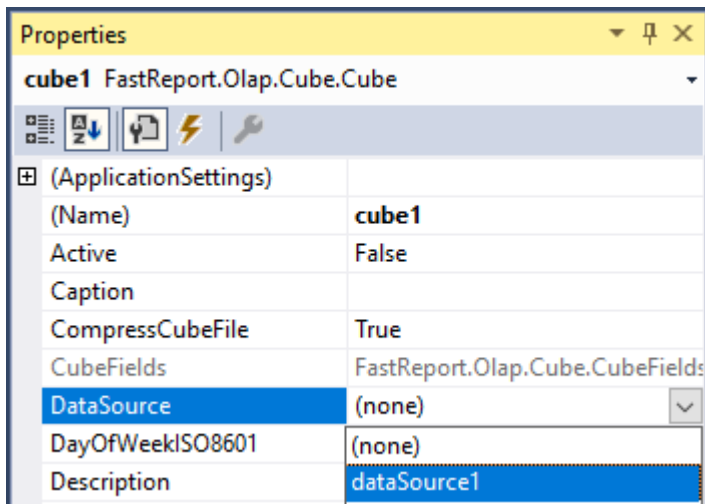 Properties
cube1 FastReport.Olap.Cube.Cube
(ApplicationSettings)
(Name) cube1
Active False
Caption
CompressCubeFile True
CubeFields FastReport.Olap.Cube.CubeFields
DataSource (none)
DayOfWeekISO8601 (none)
Description dataSource1